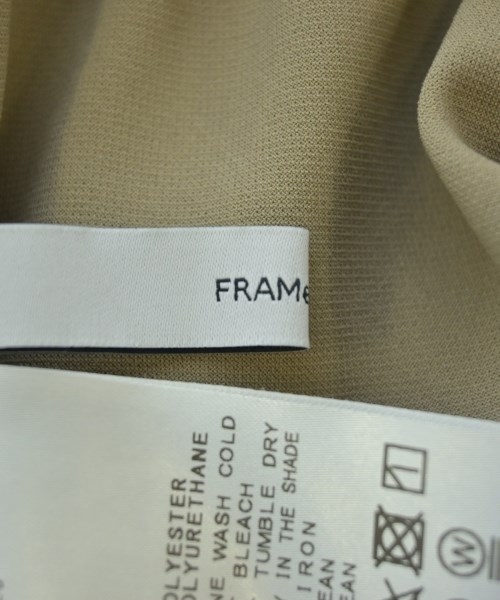 FRAMe
OLYESTER
OLYURETHANE
NE WASH COLD
BLEACH
TUMBLE DRY
IN THE SHADE
IRON
EAN
EAN
W